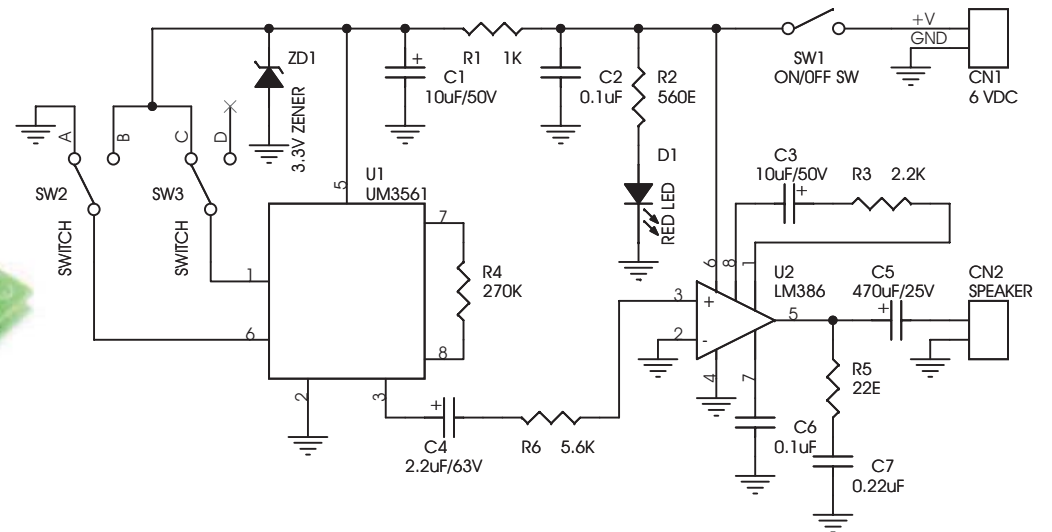 +V
GND
SW1
ON/0FF SW
CN1
6 VDC
ZD1
3.3V ZENER
R1 1K
C1
10uF/50V
C2
0.1uF
R2
560E
D1
RED LED
A
B
C
D
SW2
SWITCH
SW3
SWITCH
U1
UM3561
5
7
8
1
6
2
3
R4
270K
C3
10uF/50V
R3 2.2K
6
8
1
U2
LM386
3
+
2
-
5
4
7
C5
470uF/25V
CN2
SPEAKER
R5
22E
C6
0.1uF
C7
0.22uF
+
C4
2.2uF/63V
R6 5.6K
+
+
+